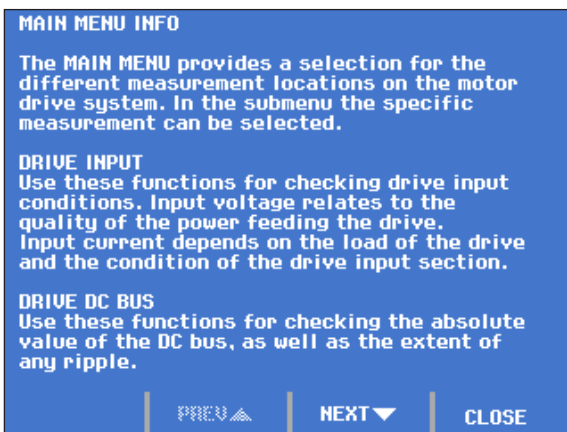 MAIN MENU INFO
The MAIN MENU provides a selection for the
different measurement locations on the motor
drive system. In the submenu the specific
measurement can be selected.
DRIVE INPUT
Use these functions for checking drive input
conditions. Input voltage relates to the
quality of the power feeding the drive.
Input current depends on the load of the drive
and the condition of the drive input section.
DRIVE DC BUS
Use these functions for checking the absolute
value of the DC bus, as well as the extent of
any ripple.
PREV▲ NEXT▼ CLOSE